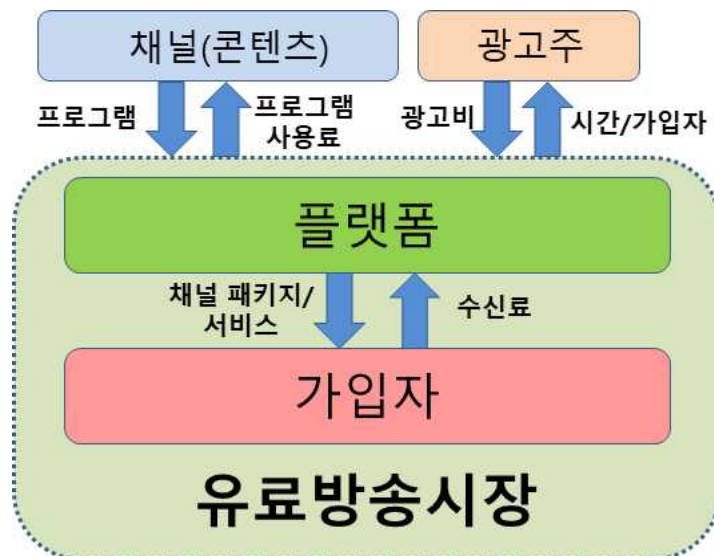 채널(콘텐츠)
광고주
프로그램
프로그램
사용료
광고비
시간/가입자
플랫폼
채널 패키지/
서비스
수신료
가입자
유료방송시장